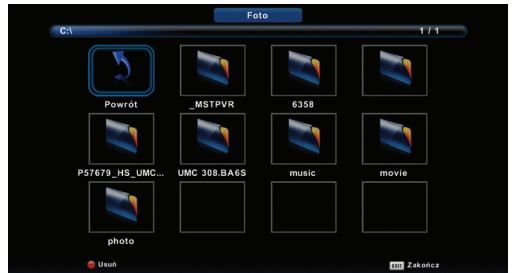 Foto
C:\ 1 / 1
Powrót _MSTPVR 6358
P57679_HS_UMC... UMC 308.BA6S music movie
photo
Usuń EXIT Zakończ